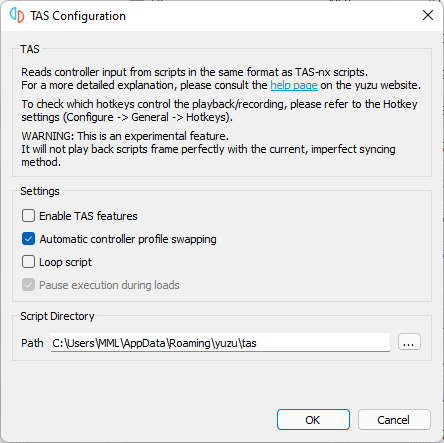 TAS Configuration
TAS
Reads controller input from scripts in the same format as TAS-nx scripts.
For a more detailed explanation, please consult the help page on the yuzu website.
To check which hotkeys control the playback/recording, please refer to the Hotkey
settings (Configure -> General -> Hotkeys).
WARNING: This is an experimental feature.
It will not play back scripts frame perfectly with the current, imperfect syncing
method.
Settings
Enable TAS features
Automatic controller profile swapping
Loop script
Pause execution during loads
Script Directory
Path C:\Users\MML\AppData\Roaming\yuzu\tas ...
OK Cancel